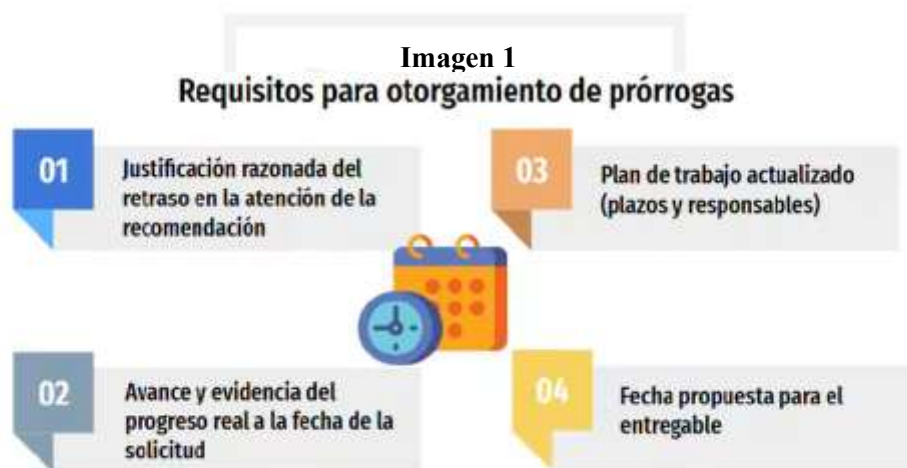 Imagen 1
Requisitos para otorgamiento de prórrogas
01
Justificación razonada del
retraso en la atención de la
recomendación
02
Avance y evidencia del
progreso real a la fecha de la
solicitud
03
Plan de trabajo actualizado
(plazos y responsables)
04
Fecha propuesta para el
entregable